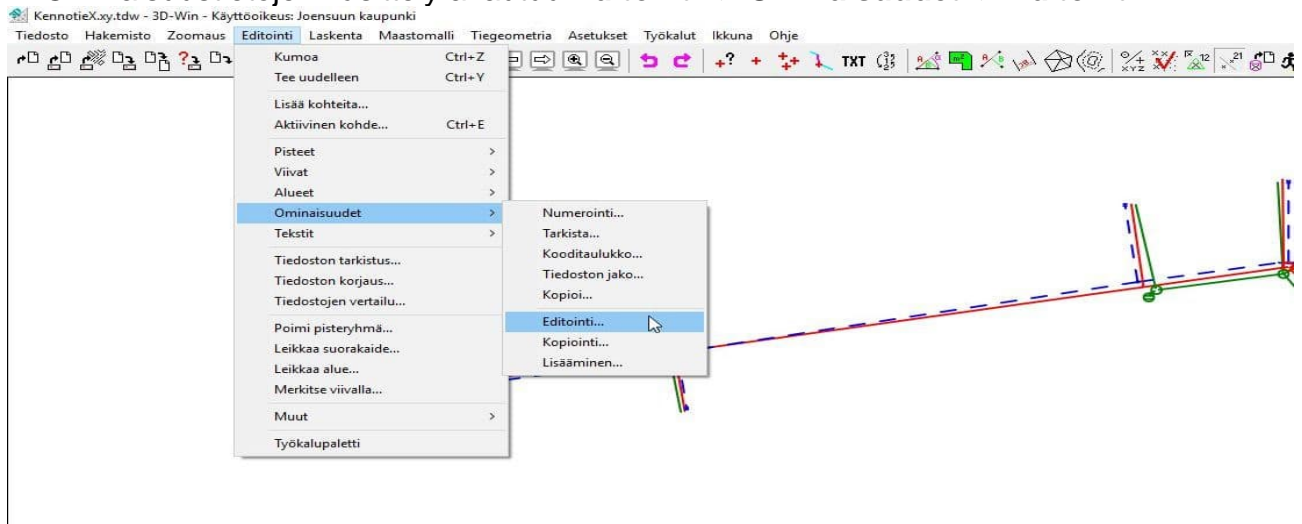 KennotieX.xy.tdw - 3D-Win - Käyttöoikeus: Joensuun kaupunki
Tiedosto Hakemisto Zoomaus Editointi Laskenta Maastomalli Tiegeometria Asetukset Työkalut Ikkuna Ohje
TXT
Kumoa Ctrl+Z
Tee uudelleen Ctrl+Y
Lisää kohteita...
Aktiivinen kohde... Ctrl+E
Pisteet >
Viivat >
Alueet >
Ominaisuudet >
Tekstit >
Tiedoston tarkistus...
Tiedoston korjaus...
Tiedostojen vertailu...
Poimi pisteryhmä...
Leikkaa suorakaide...
Leikkaa alue...
Merkitse viivalla...
Muut >
Työkalupaletti
Numerointi...
Tarkista...
Kooditaulukko...
Tiedoston jako...
Kopioi...
Editointi...
Kopiointi...
Lisääminen...